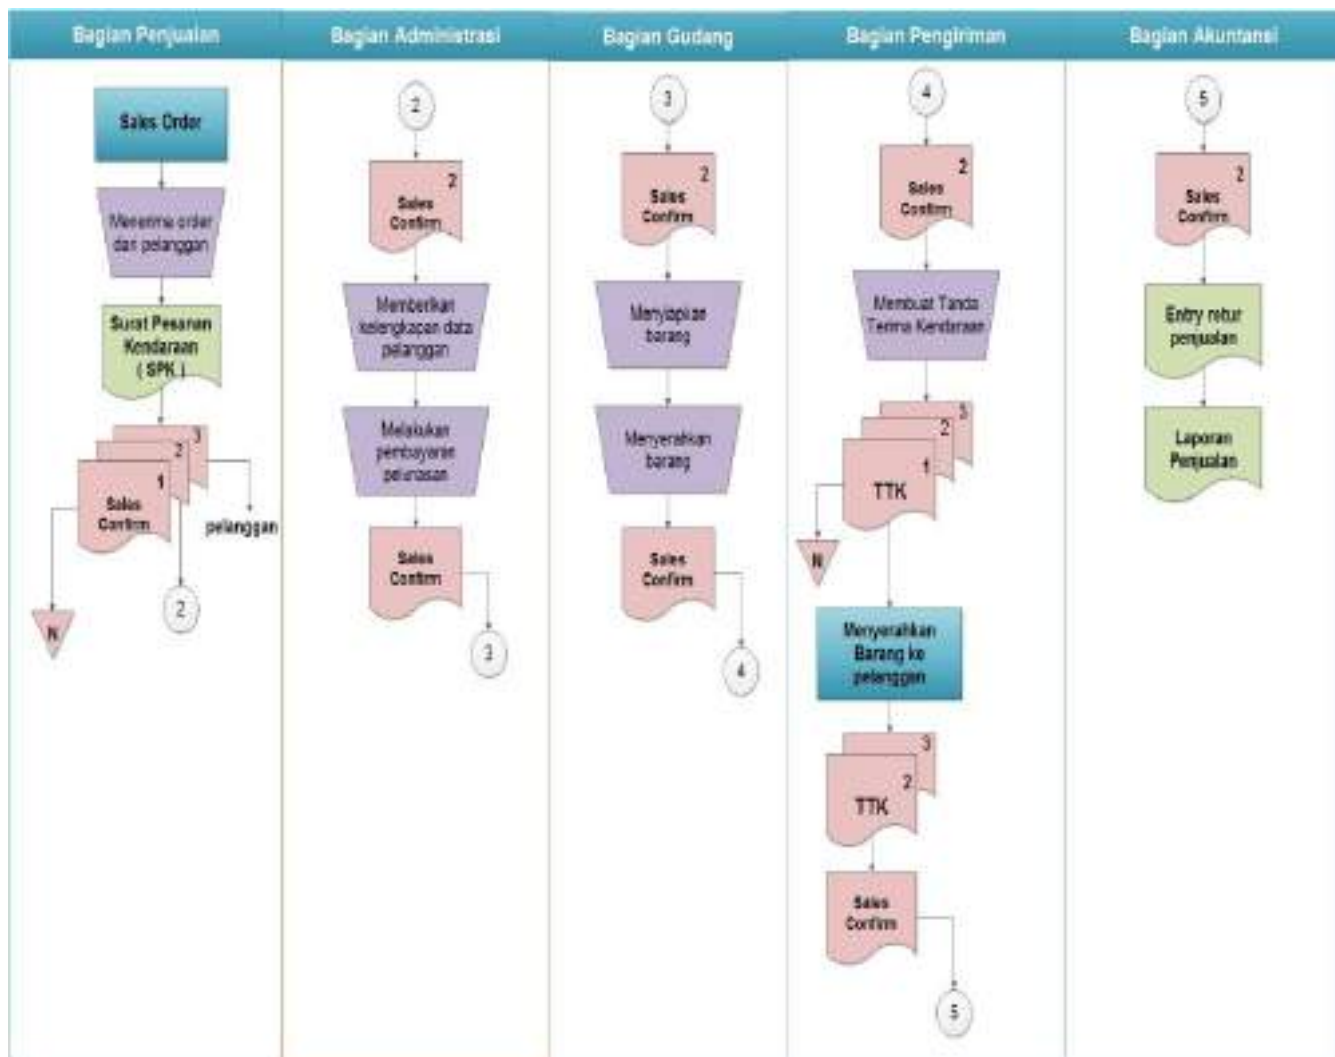 Bagian Penjualan
Bagian Administrasi
Bagian Gudang
Bagian Pengiriman
Bagian Akuntansi
Sales Order
Menerima order
dari pelanggan
Surat Pesanan
Kendaraan
( SPK )
3
2
1
Sales
Confirm
pelanggan
N
2
2
2
Sales
Confirm
Memberikan
kelengkapan data
pelanggan
Melakukan
pembayaran
pelunasan
Sales
Confirm
3
3
2
Sales
Confirm
Menyiapkan
barang
Menyerahkan
barang
Sales
Confirm
4
4
2
Sales
Confirm
Membuat Tanda
Terima Kendaraan
3
2
1
TTK
N
Menyerahkan
Barang ke
pelanggan
3
2
TTK
Sales
Confirm
5
5
2
Sales
Confirm
Entry retur
penjualan
Laporan
Penjualan